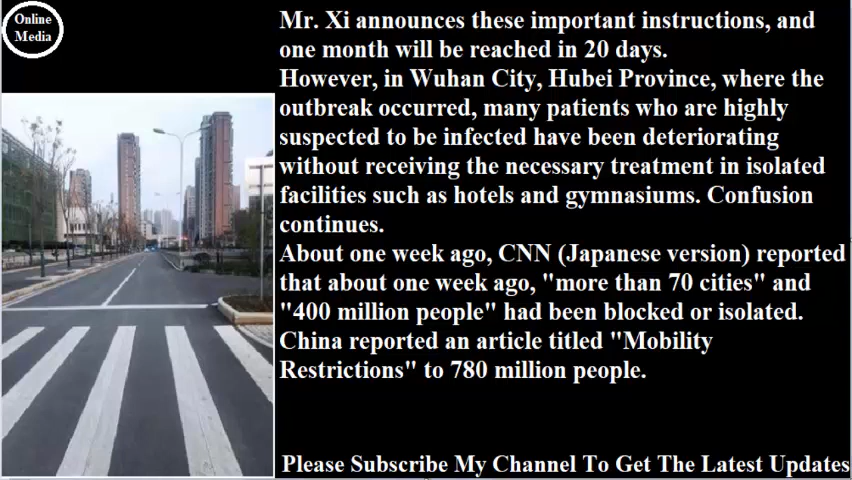 Online
Media
Mr. Xi announces these important instructions, and
one month will be reached in 20 days.
However, in Wuhan City, Hubei Province, where the
outbreak occurred, many patients who are highly
suspected to be infected have been deteriorating
without receiving the necessary treatment in isolated
facilities such as hotels and gymnasiums. Confusion
continues.
About one week ago, CNN (Japanese version) reported
that about one week ago, "more than 70 cities" and
"400 million people" had been blocked or isolated.
China reported an article titled "Mobility
Restrictions" to 780 million people.
Please Subscribe My Channel To Get The Latest Updates